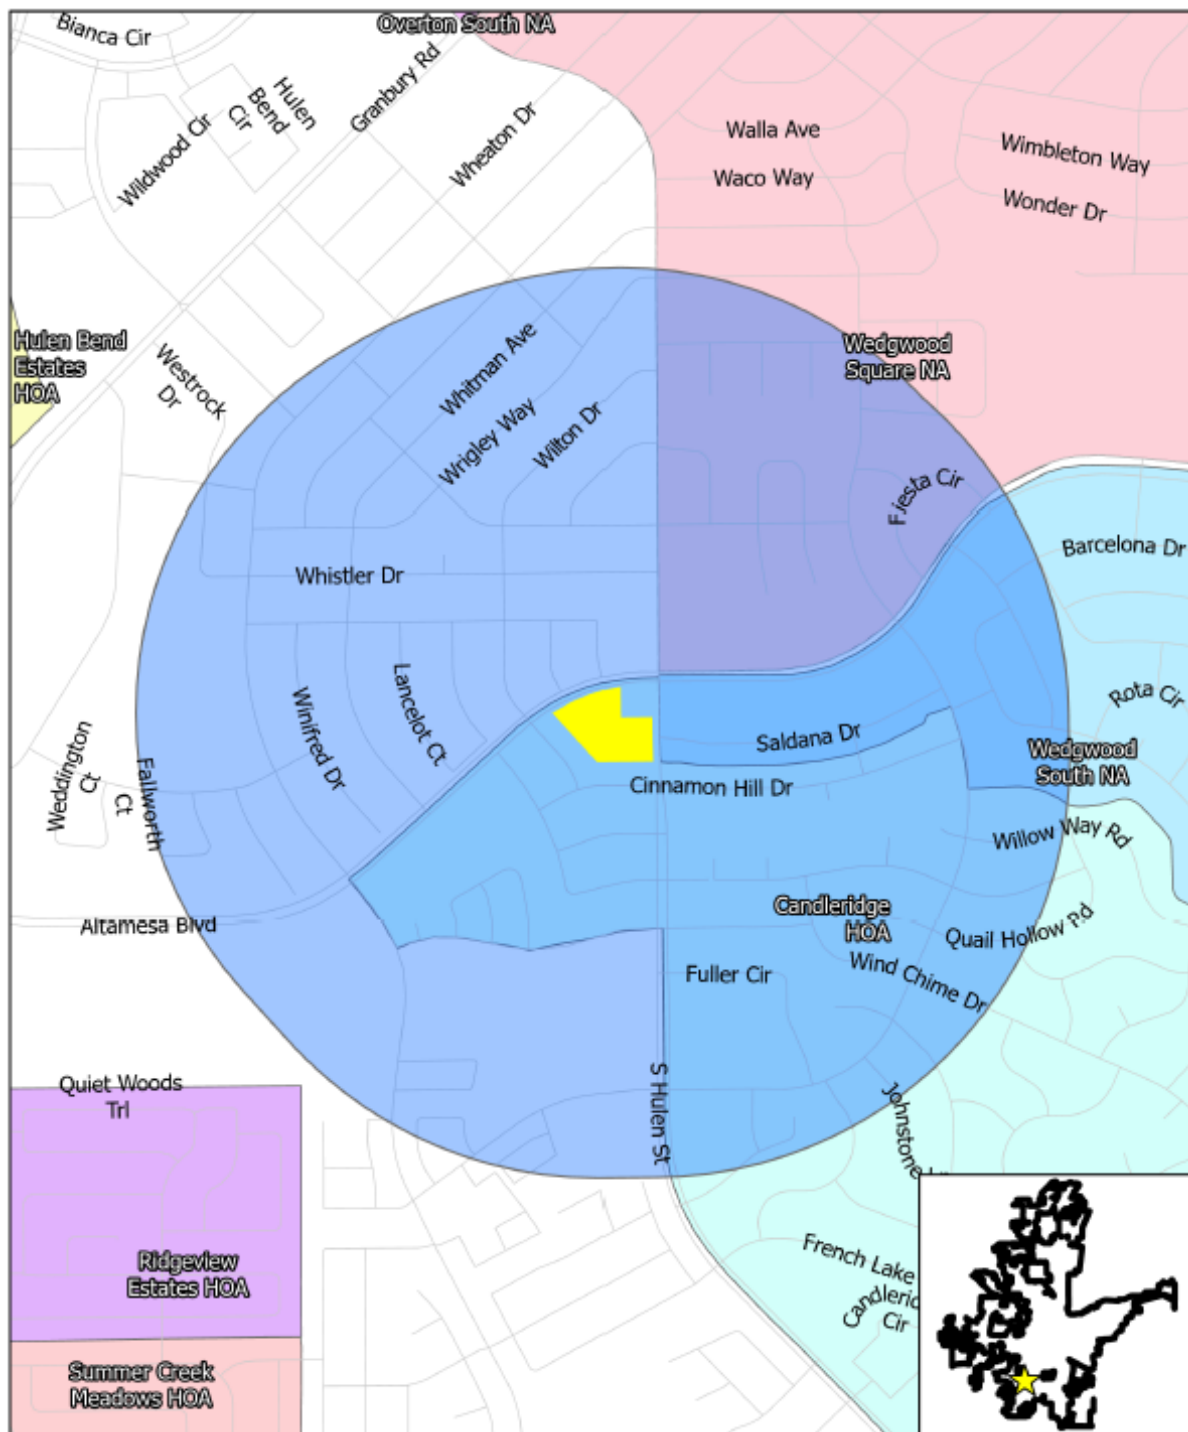 Bianca Cir
Overton South NA
Hulen
Bend
Cir
Granbury Rd
Wildwood Cir
Wheaton Dr
Walla Ave
Waco Way
Wimbleton Way
Wonder Dr
Hulen Bend
Estates
HOA
Westrock
Dr
Whitman Ave
Wrigley Way
Wilton Dr
Wedgwood
Square NA
Fiesta Cir
Barcelona Dr
Whistler Dr
Lancelot Ct
Winifred Dr
Rota Cir
Saldana Dr
Wedgwood
South NA
Weddington
Ct
Ct
Fallworth
Cinnamon Hill Dr
Willow Way Rd
Candleridge
HOA
Altamesa Blvd
Quail Hollow Rd
Fuller Cir
Wind Chime Dr
S Hulen St
Quiet Woods
Trl
Johnstone
Ridgeview
Estates HOA
French Lake
Candlerid
Cir
Summer Creek
Meadows HOA